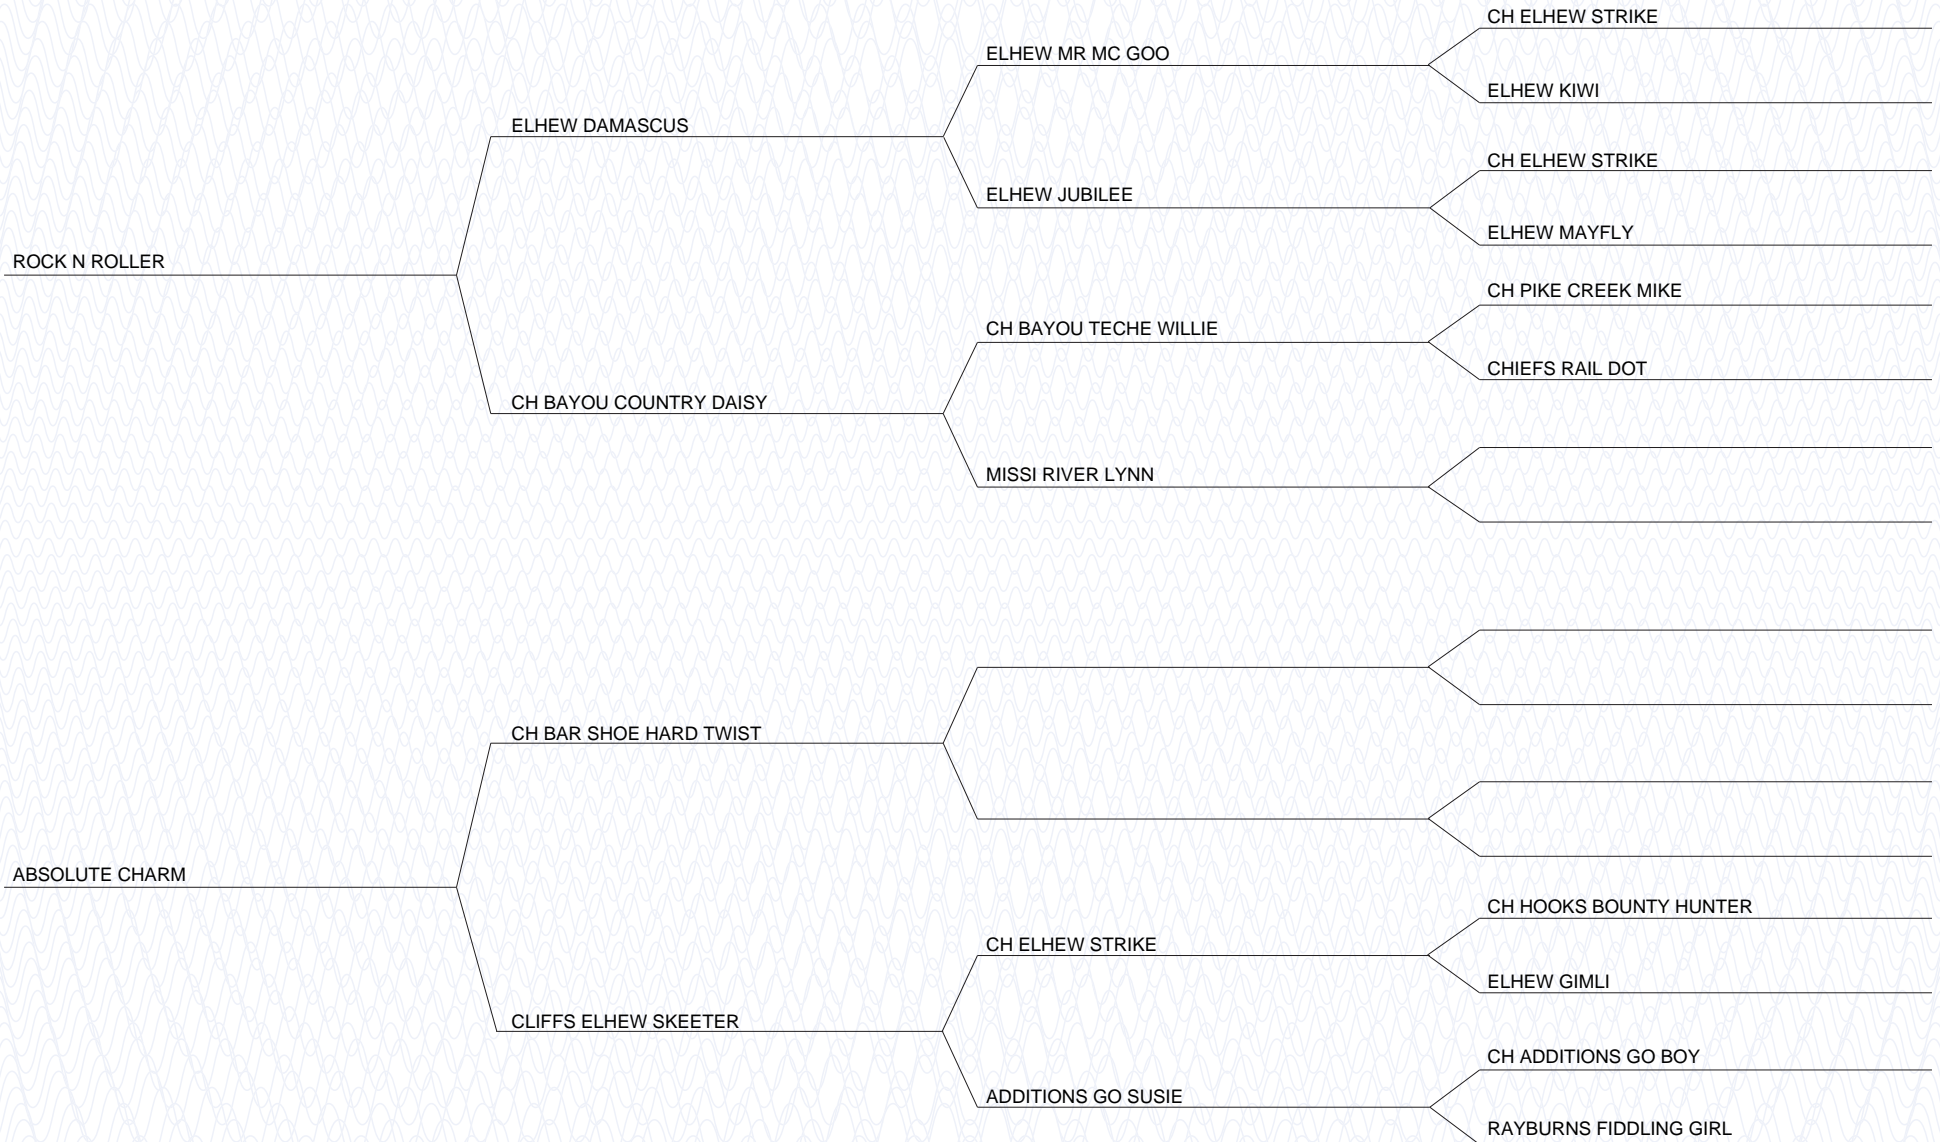 CH ELHEW STRIKE
ELHEW MR MC GOO
ELHEW KIWI
ELHEW DAMASCUS
CH ELHEW STRIKE
ELHEW JUBILEE
ELHEW MAYFLY
ROCK N ROLLER
CH PIKE CREEK MIKE
CH BAYOU TECHE WILLIE
CHIEFS RAIL DOT
CH BAYOU COUNTRY DAISY
MISSI RIVER LYNN
CH BAR SHOE HARD TWIST
ABSOLUTE CHARM
CH HOOKS BOUNTY HUNTER
CH ELHEW STRIKE
ELHEW GIMLI
CLIFFS ELHEW SKEETER
CH ADDITIONS GO BOY
ADDITIONS GO SUSIE
RAYBURNS FIDDLING GIRL